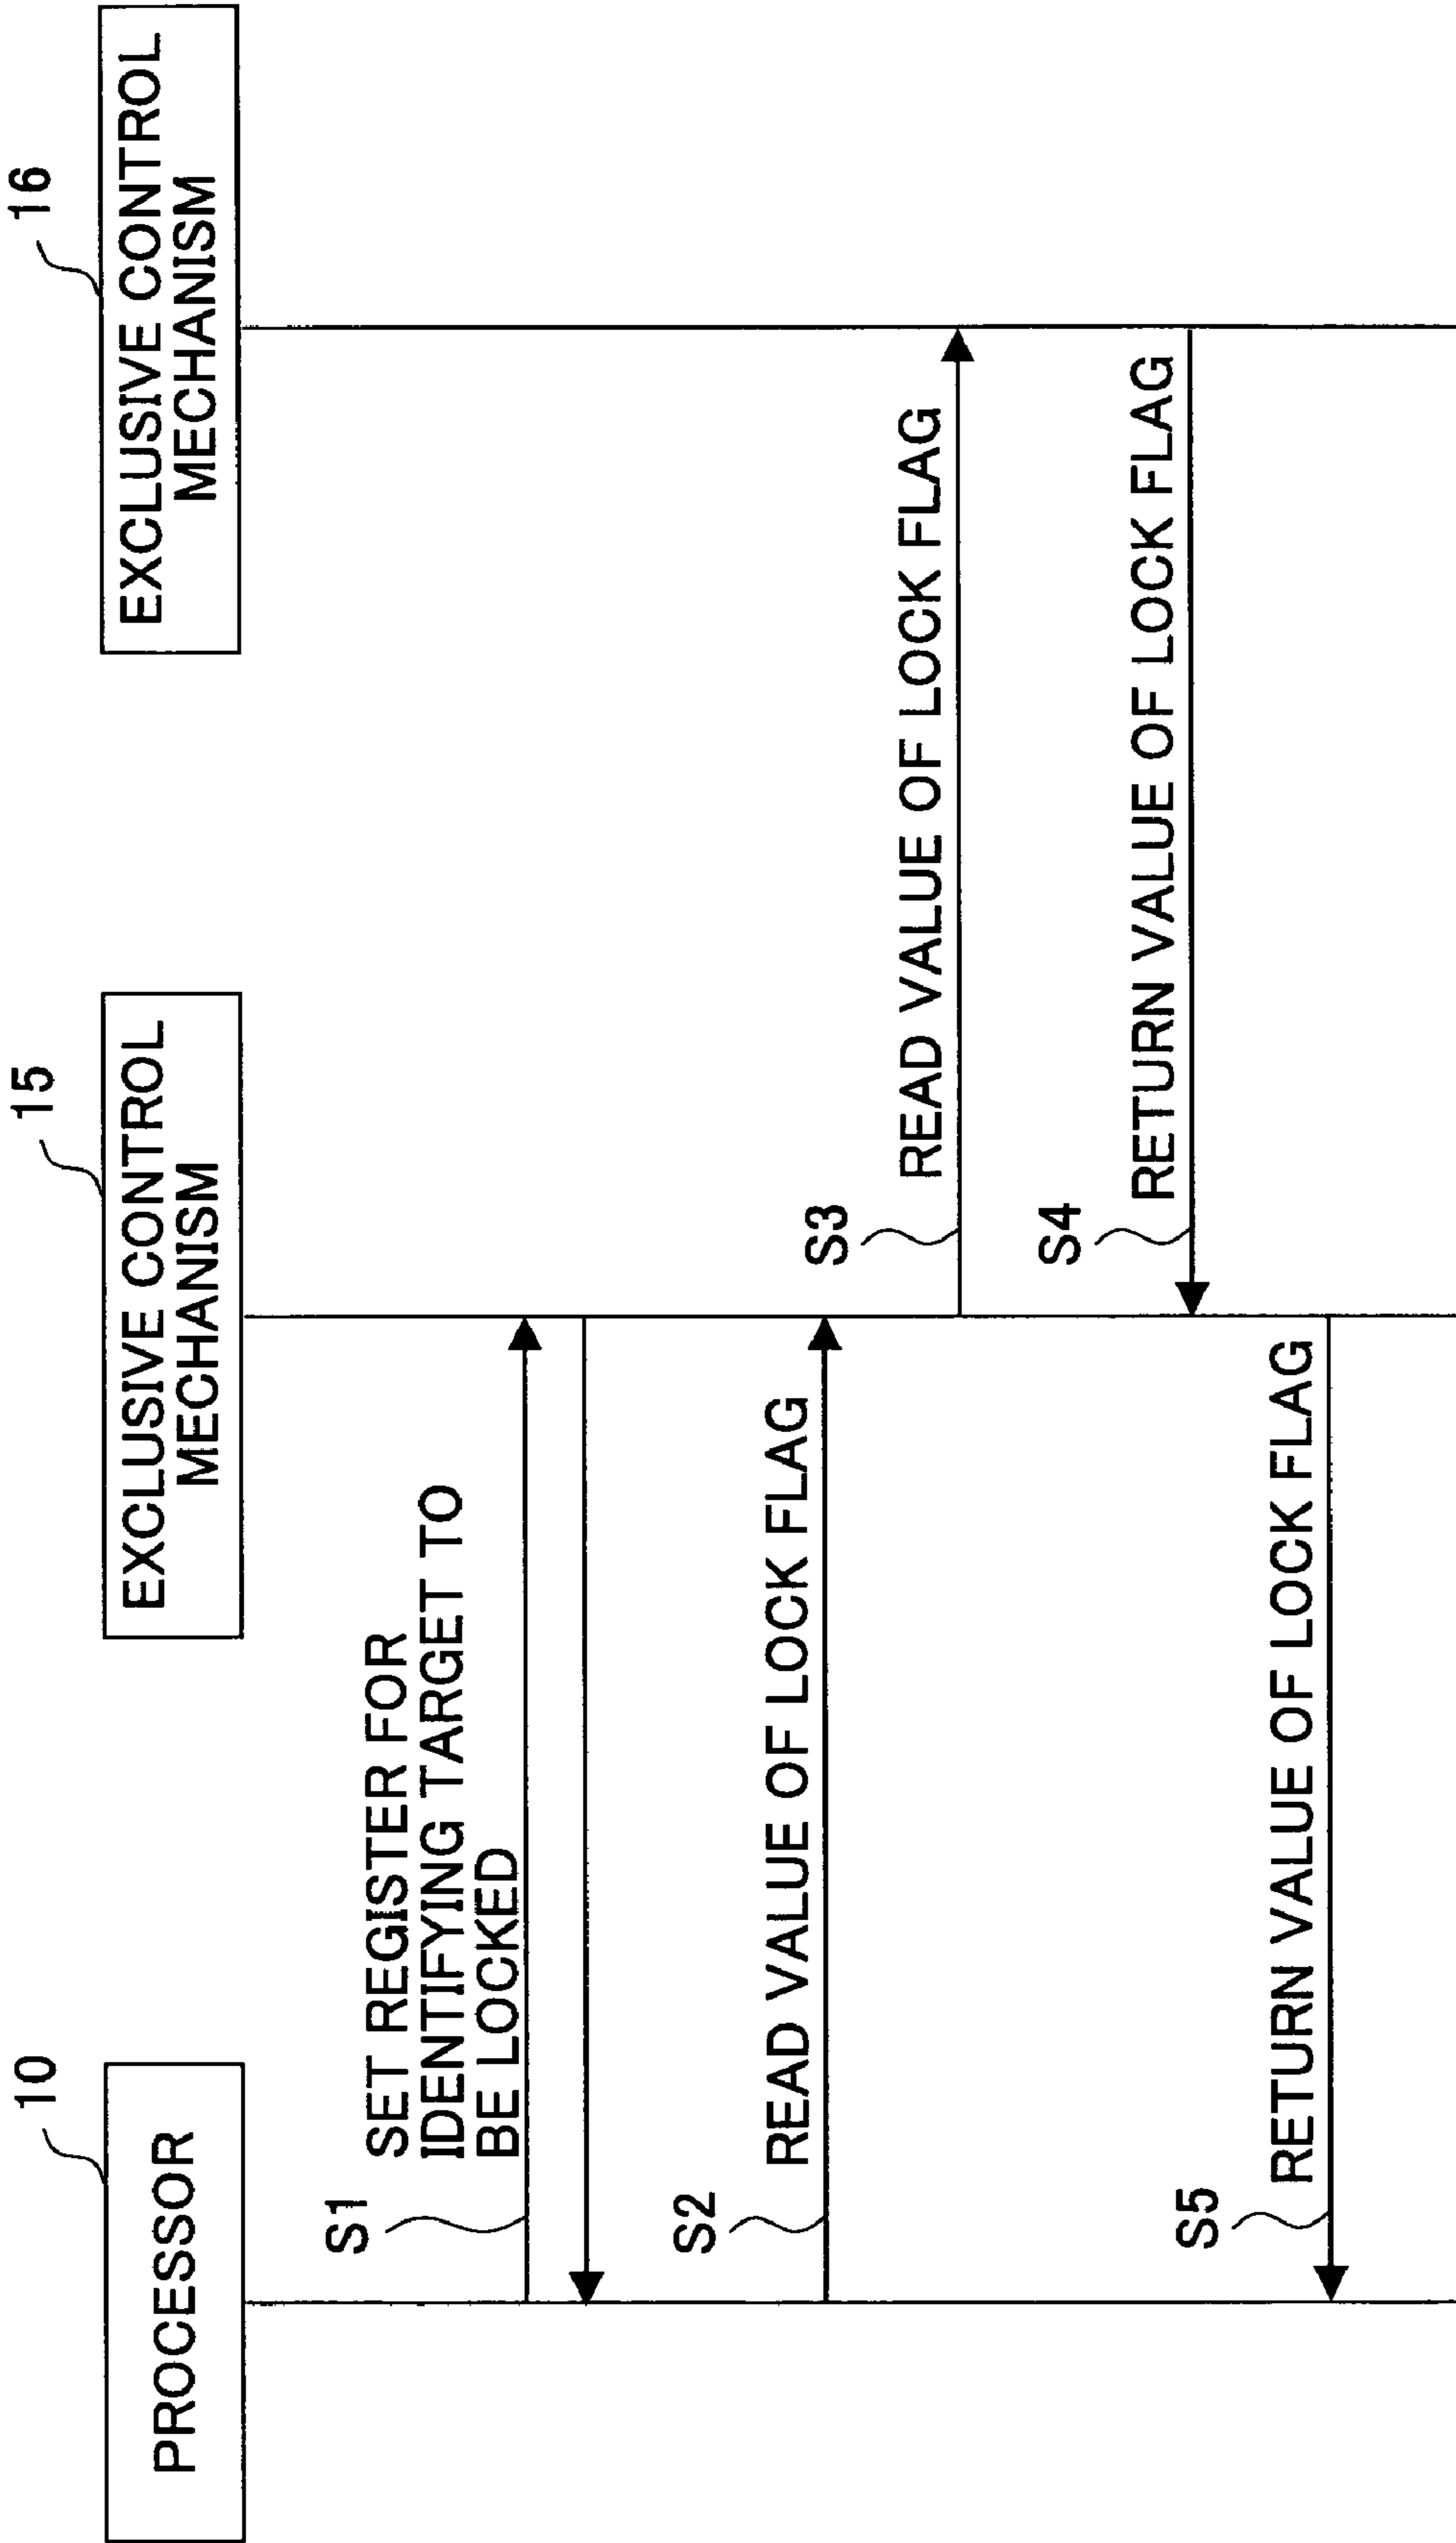 10
PROCESSOR
15
EXCLUSIVE CONTROL
MECHANISM
16
EXCLUSIVE CONTROL
MECHANISM
S1
SET REGISTER FOR
IDENTIFYING TARGET TO
BE LOCKED
S2
READ VALUE OF LOCK FLAG
S3
READ VALUE OF LOCK FLAG
S4
RETURN VALUE OF LOCK FLAG
S5
RETURN VALUE OF LOCK FLAG